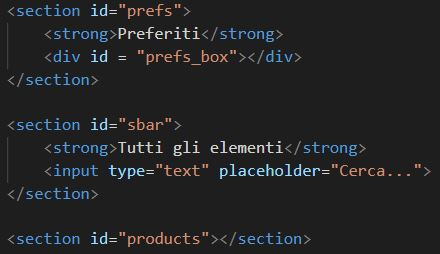 <section id="prefs">
<strong>Preferiti</strong>
<div id = "prefs_box"></div>
</section>
<section id="sbar">
<strong>Tutti gli elementi</strong>
<input type="text" placeholder="Cerca...">
</section>
<section id="products"></section>